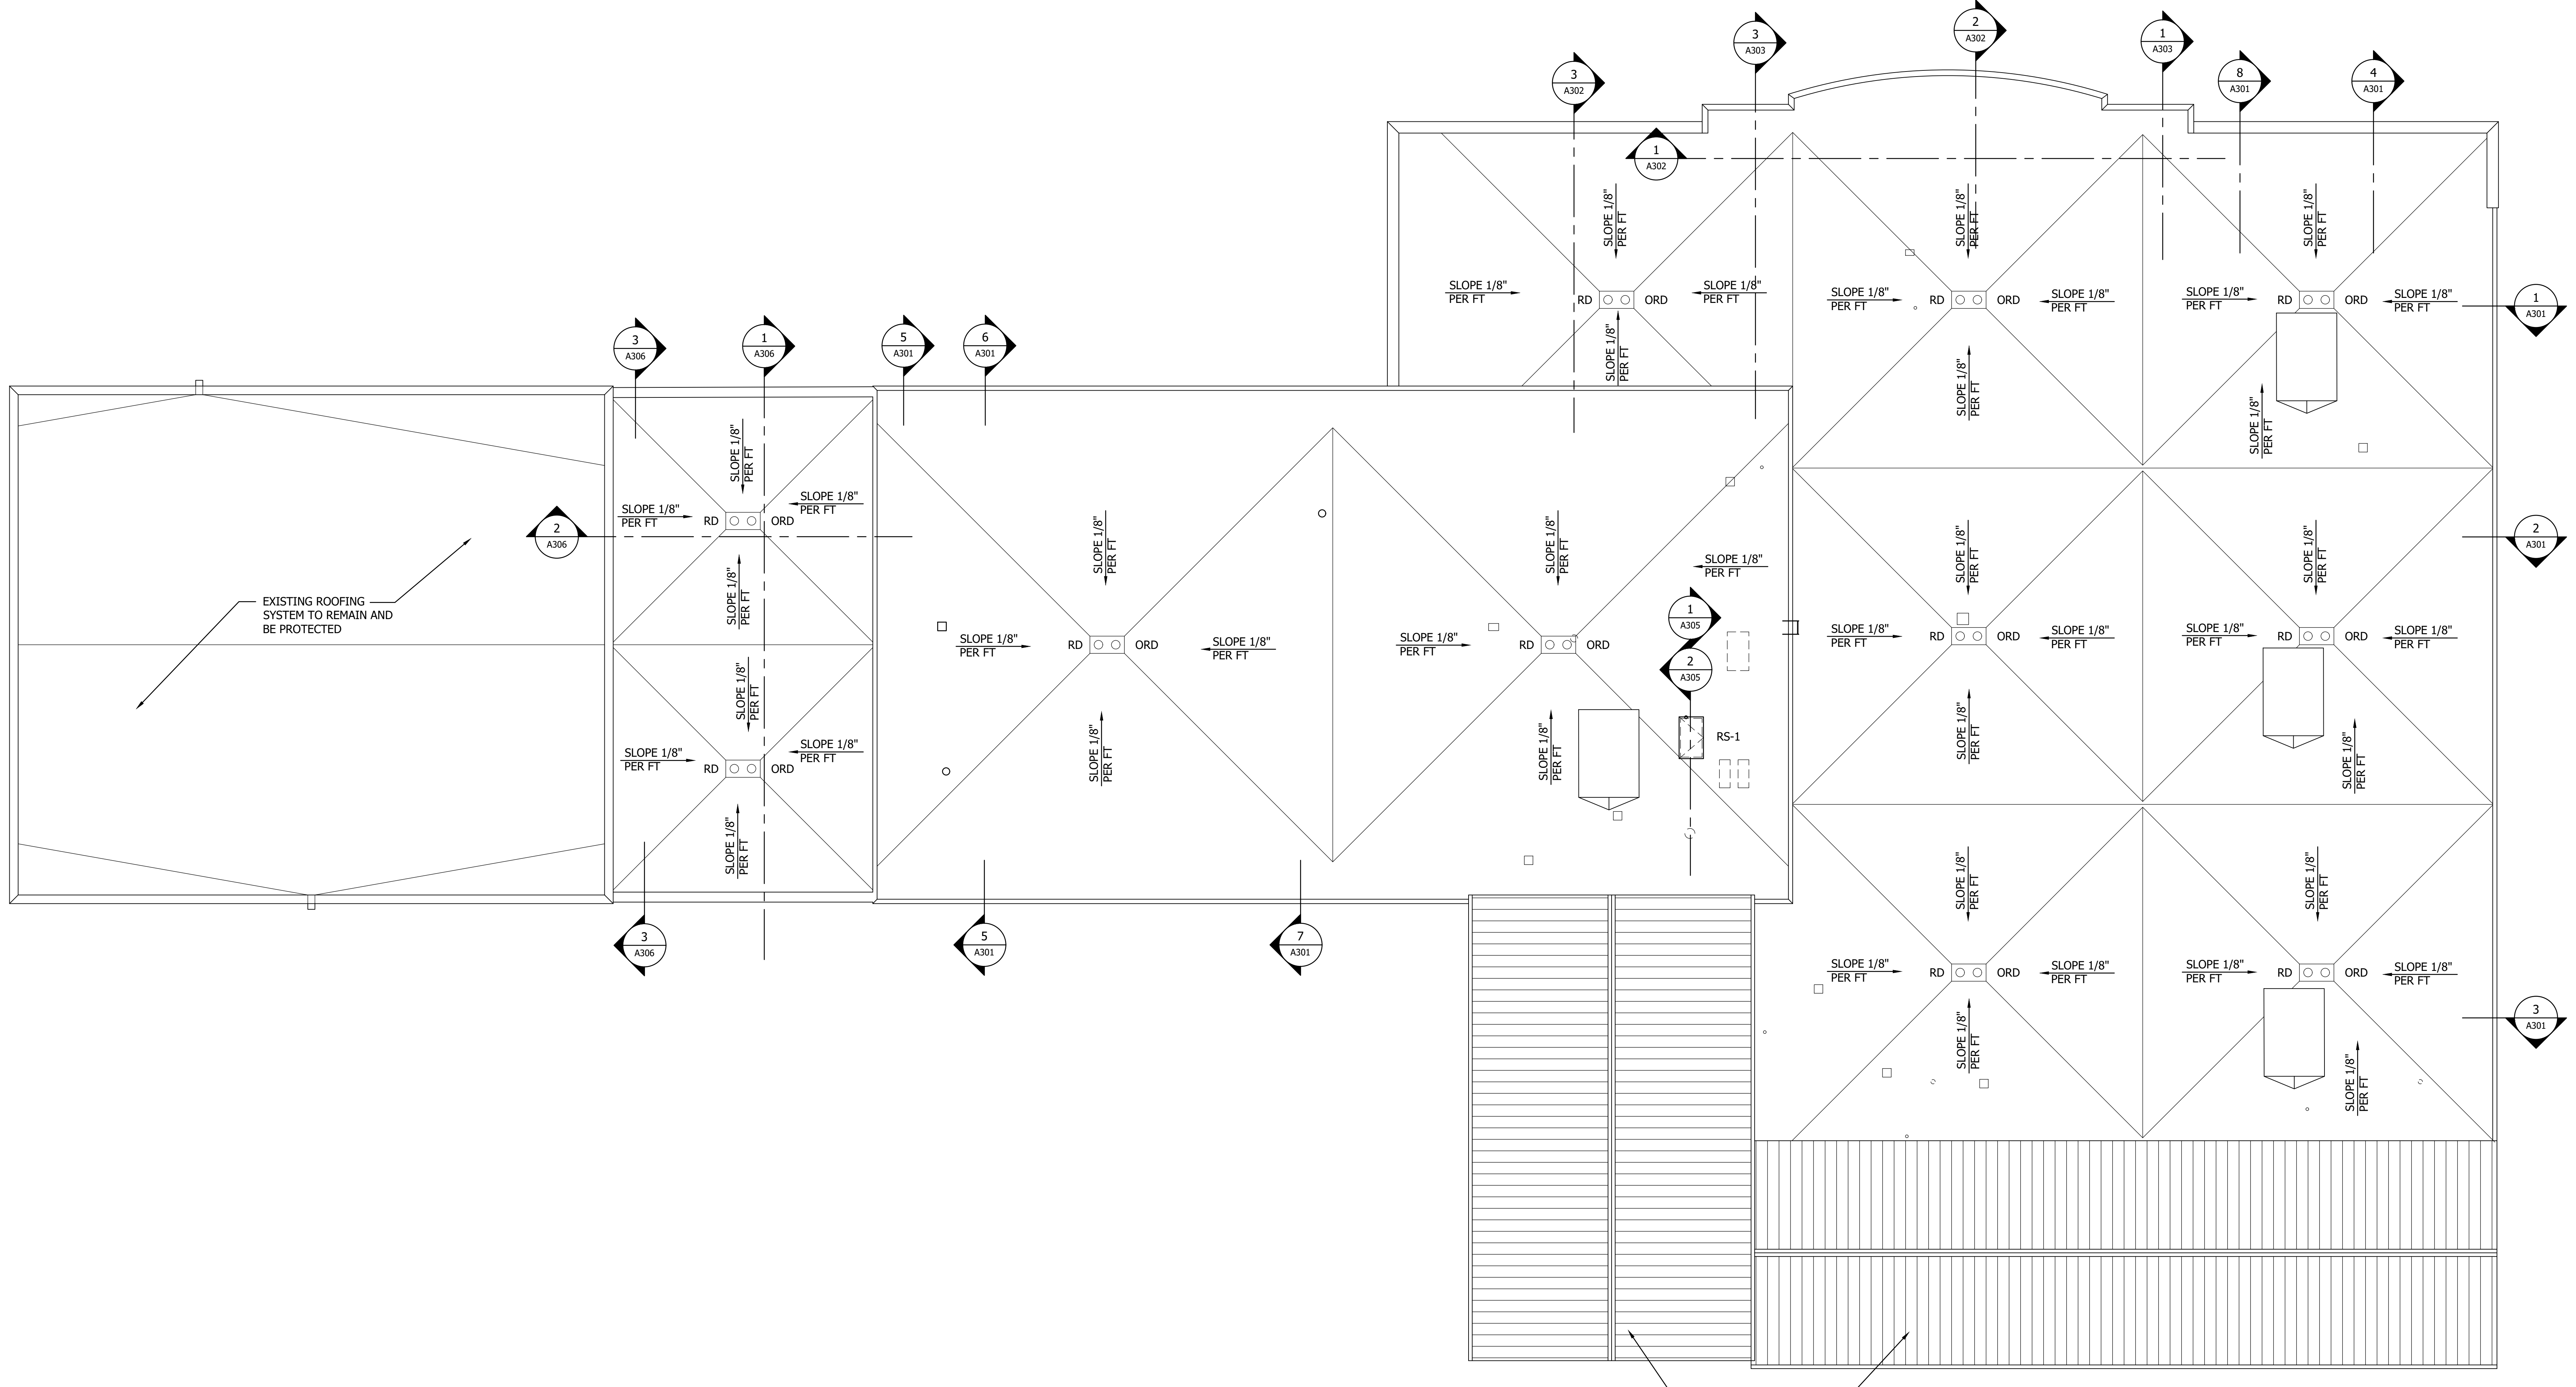 2
A302
1
A303
3
A303
8
A301
4
A301
3
A302
1
A302
SLOPE 1/8"
PER FT
SLOPE 1/8"
PER FT
SLOPE 1/8"
PER FT
SLOPE 1/8"
PER FT
RD
ORD
SLOPE 1/8"
PER FT
SLOPE 1/8"
PER FT
RD
ORD
SLOPE 1/8"
PER FT
SLOPE 1/8"
PER FT
RD
ORD
SLOPE 1/8"
PER FT
1
A301
SLOPE 1/8"
PER FT
SLOPE 1/8"
PER FT
SLOPE 1/8"
PER FT
3
A306
1
A306
5
A301
6
A301
SLOPE 1/8"
PER FT
SLOPE 1/8"
PER FT
RD
ORD
SLOPE 1/8"
PER FT
2
A306
SLOPE 1/8"
PER FT
SLOPE 1/8"
PER FT
SLOPE 1/8"
PER FT
SLOPE 1/8"
PER FT
SLOPE 1/8"
PER FT
SLOPE 1/8"
PER FT
2
A301
EXISTING ROOFING
SYSTEM TO REMAIN AND
BE PROTECTED
1
A305
SLOPE 1/8"
PER FT
RD
ORD
SLOPE 1/8"
PER FT
SLOPE 1/8"
PER FT
RD
ORD
SLOPE 1/8"
PER FT
RD
ORD
SLOPE 1/8"
PER FT
SLOPE 1/8"
PER FT
RD
ORD
SLOPE 1/8"
PER FT
2
A305
SLOPE 1/8"
PER FT
SLOPE 1/8"
PER FT
RD
ORD
SLOPE 1/8"
PER FT
SLOPE 1/8"
PER FT
SLOPE 1/8"
PER FT
SLOPE 1/8"
PER FT
RS-1
SLOPE 1/8"
PER FT
SLOPE 1/8"
PER FT
SLOPE 1/8"
PER FT
SLOPE 1/8"
PER FT
3
A306
5
A301
7
A301
SLOPE 1/8"
PER FT
RD
ORD
SLOPE 1/8"
PER FT
SLOPE 1/8"
PER FT
RD
ORD
SLOPE 1/8"
PER FT
3
A301
SLOPE 1/8"
PER FT
SLOPE 1/8"
PER FT